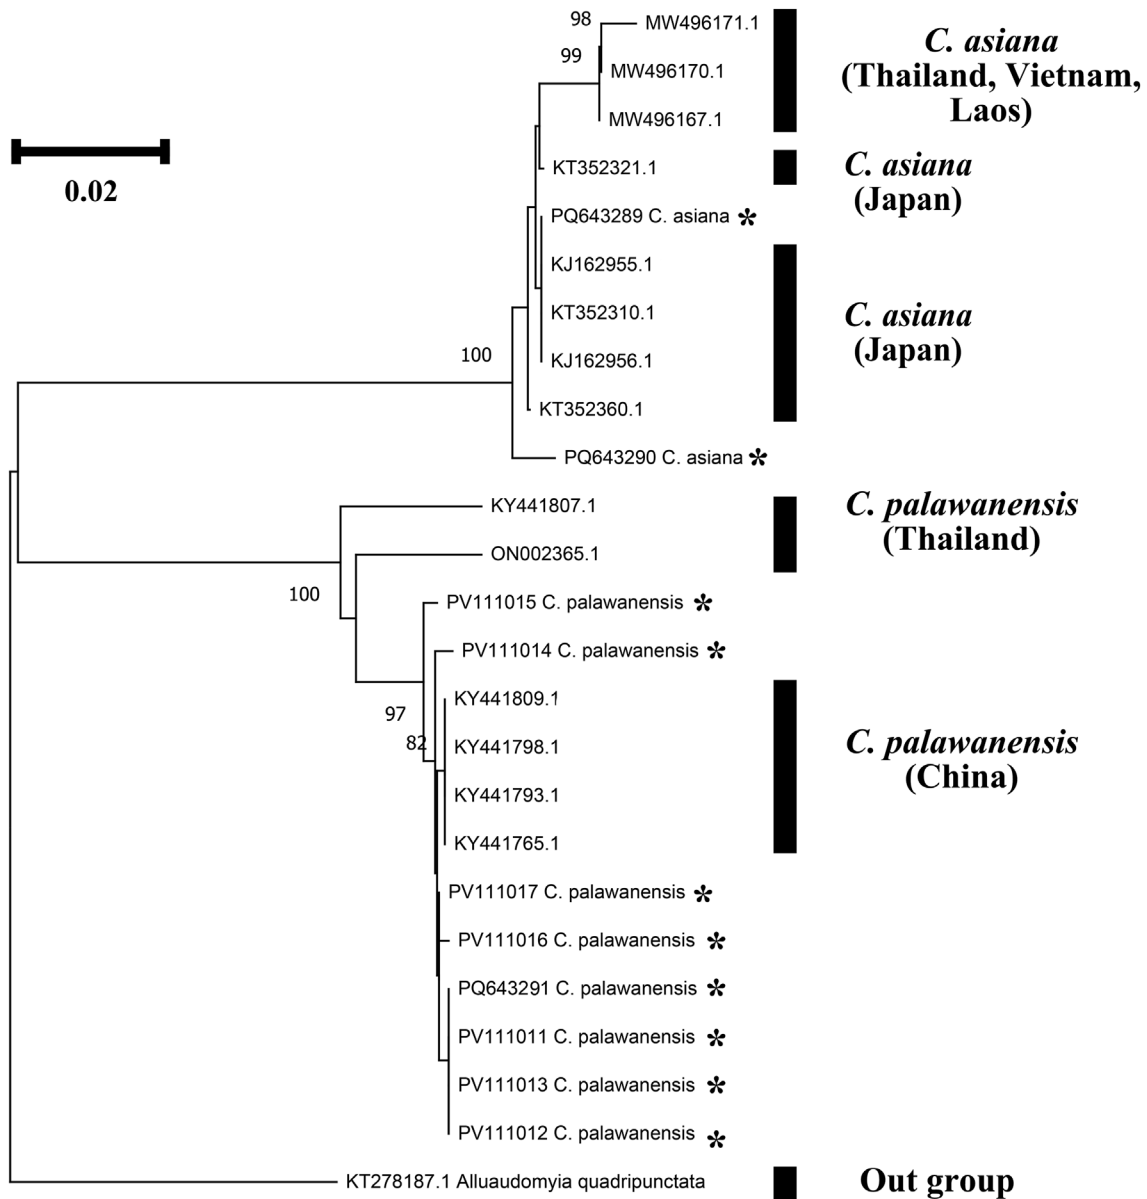 98
MW496171.1
C. asiana
99
(Thailand, Vietnam,
MW496170.1
Laos)
MW496167.1
C. asiana
KT352321.1
0.02
(Japan)
PQ643289 C. asiana *
KJ162955.1
KT352310.1
C. asiana
(Japan)
100
KJ162956.1
KT352360.1
PQ643290 C. asiana *
KY441807.1
C. palawanensis
(Thailand)
ON002365.1
100
PV111015 C. palawanensis *
PV111014 C. palawanensis *
KY441809.1
97
82
KY441798.1
C. palawanensis
(China)
KY441793.1
KY441765.1
PV111017 C. palawanensis *
PV111016 C. palawanensis *
PQ643291 C. palawanensis *
PV111011 C. palawanensis *
PV111013 C. palawanensis *
PV111012 C. palawanensis *
KT278187.1 Alluaudomyia quadripunctata
Out group